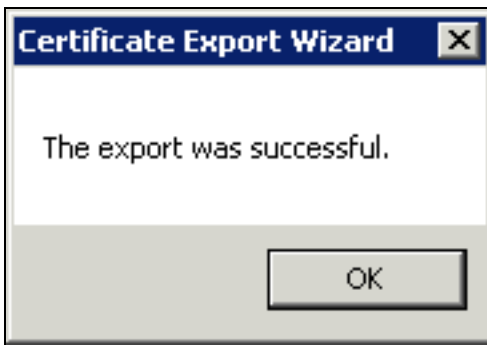 Certificate Export Wizard
The export was successful.
OK